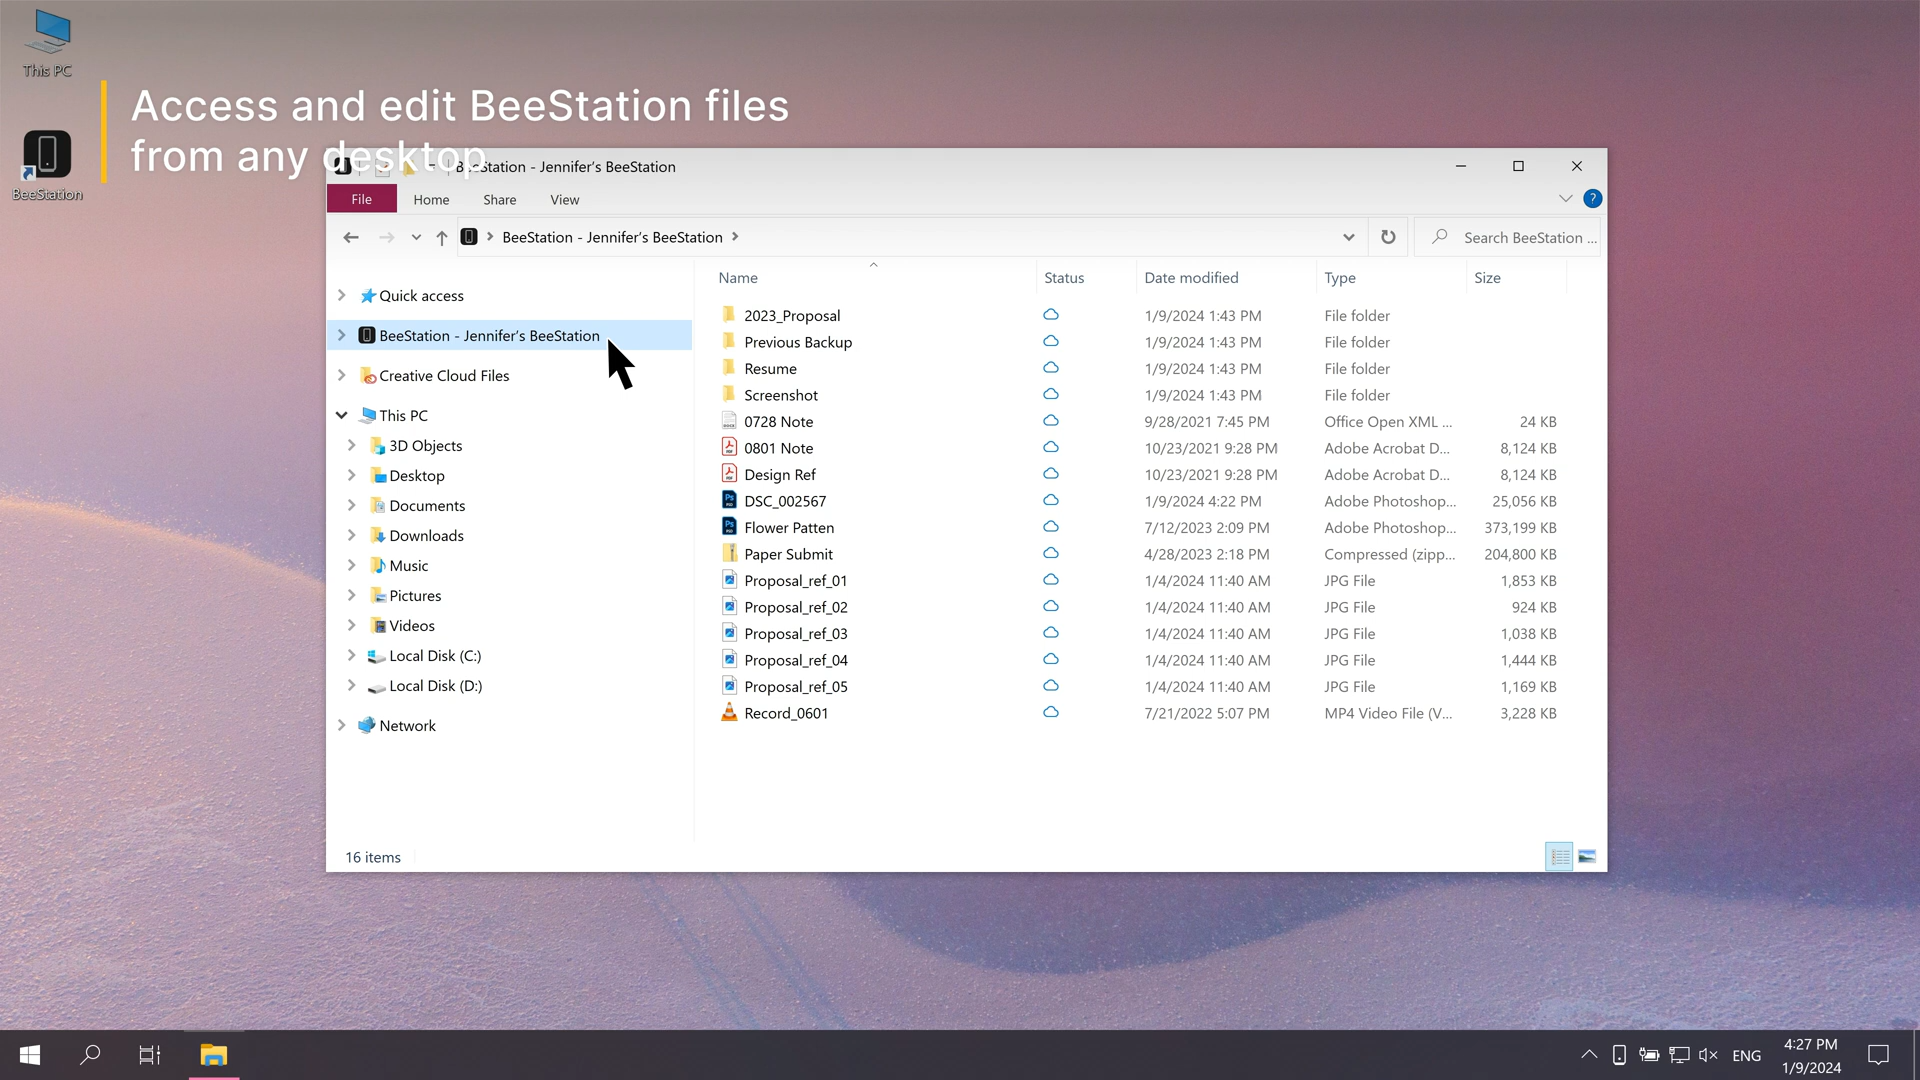 This PC
Access and edit BeeStation files
from any desktop
BeeStation
BeeStation - Jennifer’s BeeStation
File Home Share View
BeeStation - Jennifer’s BeeStation
Search BeeStation ...
Name Status Date modified Type Size
Quick access
BeeStation - Jennifer’s BeeStation
Creative Cloud Files
This PC
3D Objects
Desktop
Documents
Downloads
Music
Pictures
Videos
Local Disk (C:)
Local Disk (D:)
Network
2023_Proposal 1/9/2024 1:43 PM File folder
Previous Backup 1/9/2024 1:43 PM File folder
Resume 1/9/2024 1:43 PM File folder
Screenshot 1/9/2024 1:43 PM File folder
0728 Note 9/28/2021 7:45 PM Office Open XML ... 24 KB
0801 Note 10/23/2021 9:28 PM Adobe Acrobat D... 8,124 KB
Design Ref 10/23/2021 9:28 PM Adobe Acrobat D... 8,124 KB
DSC_002567 1/9/2024 4:22 PM Adobe Photoshop... 25,056 KB
Flower Patten 7/12/2023 2:09 PM Adobe Photoshop... 373,199 KB
Paper Submit 4/28/2023 2:18 PM Compressed (zipp... 204,800 KB
Proposal_ref_01 1/4/2024 11:40 AM JPG File 1,853 KB
Proposal_ref_02 1/4/2024 11:40 AM JPG File 924 KB
Proposal_ref_03 1/4/2024 11:40 AM JPG File 1,038 KB
Proposal_ref_04 1/4/2024 11:40 AM JPG File 1,444 KB
Proposal_ref_05 1/4/2024 11:40 AM JPG File 1,169 KB
Record_0601 7/21/2022 5:07 PM MP4 Video File (V... 3,228 KB
16 items
ENG
4:27 PM
1/9/2024